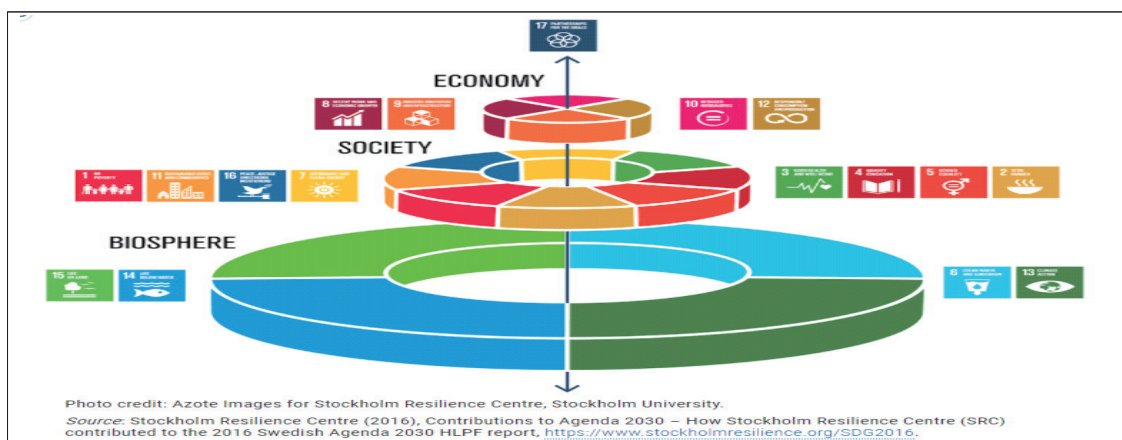 17 PARTNERSHIPS FOR THE GOALS
ECONOMY
8 DECENT WORK AND ECONOMIC GROWTH
9 INDUSTRY, INNOVATION AND INFRASTRUCTURE
10 REDUCED INEQUALITIES
12 RESPONSIBLE CONSUMPTION AND PRODUCTION
SOCIETY
1 NO POVERTY
11 SUSTAINABLE CITIES AND COMMUNITIES
16 PEACE, JUSTICE AND STRONG INSTITUTIONS
7 AFFORDABLE AND CLEAN ENERGY
3 GOOD HEALTH AND WELL-BEING
4 QUALITY EDUCATION
5 GENDER EQUALITY
2 ZERO HUNGER
BIOSPHERE
15 LIFE ON LAND
14 LIFE BELOW WATER
6 CLEAN WATER AND SANITATION
13 CLIMATE ACTION
Photo credit: Azote Images for Stockholm Resilience Centre, Stockholm University.
Source: Stockholm Resilience Centre (2016), Contributions to Agenda 2030 – How Stockholm Resilience Centre (SRC)
contributed to the 2016 Swedish Agenda 2030 HLPF report, https://www.stockholmresilience.org/SDG2016.